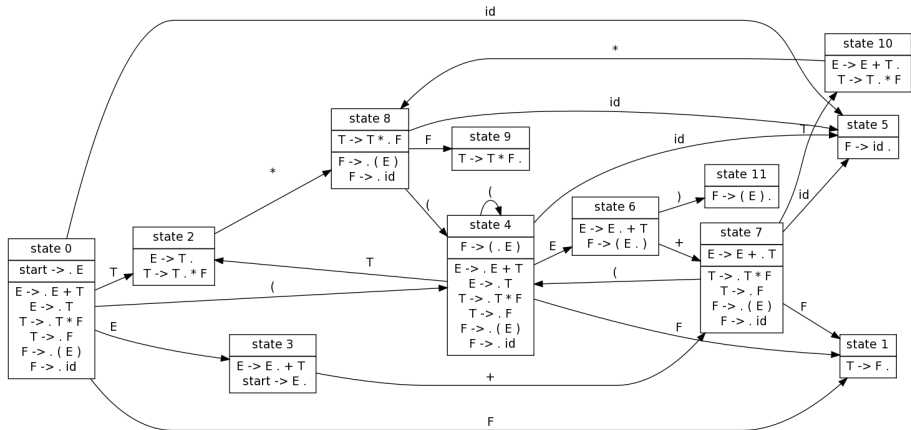 id
*
state 10
E -> E + T .
T -> T . * F
state 8
T -> T * . F
F -> . ( E )
F -> . id
id
F
state 9
T -> T * F .
T
state 5
F -> id .
id
*
(
(
state 11
F -> ( E ) .
)
state 6
E -> E . + T
F -> ( E . )
id
state 4
F -> ( . E )
E -> . E + T
E -> . T
T -> . T * F
T -> . F
F -> . ( E )
F -> . id
E
+
state 7
E -> E + . T
T -> . T * F
T -> . F
F -> . ( E )
F -> . id
state 0
start -> . E
E -> . E + T
E -> . T
T -> . T * F
T -> . F
F -> . ( E )
F -> . id
T
state 2
E -> T .
T -> T . * F
T
(
(
E
F
F
state 3
E -> E . + T
start -> E .
+
state 1
T -> F .
F